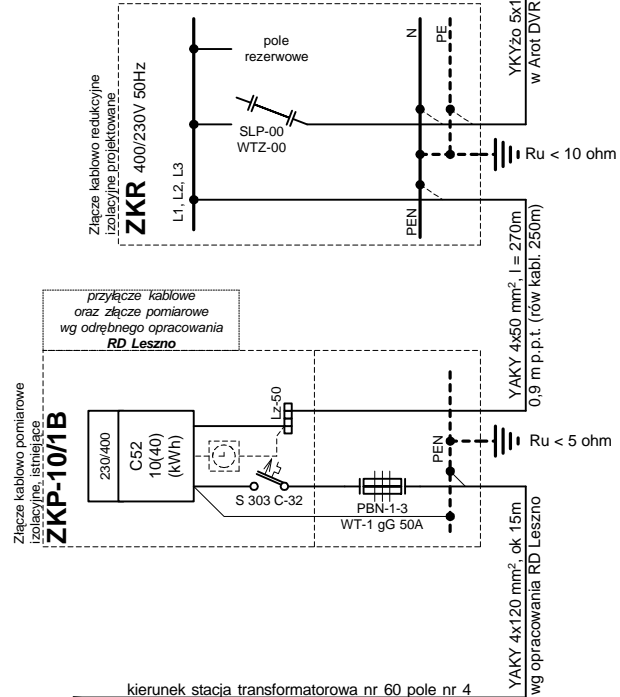 Złącze kablowo redukcyjne
izolacyjne projektowane
ZKR 400/230V 50Hz
L1, L2, L3
pole
rezerwowe
SLP-00
WTZ-00
N
PE
PEN
Ru < 10 ohm
YKYżo 5x1
w Arot DVR
YAKY 4x50 mm², l = 270m
0,9 m p.p.t. (rów kabl. 250m)
przyłącze kablowe
oraz złącze pomiarowe
wg odrębnego opracowania
RD Leszno
Złącze kablowo pomiarowe
izolacyjne, istniejące
ZKP-10/1B
230/400
C52
10(40)
(kWh)
Lz-50
S 303 C-32
PBN-1-3
WT-1 gG 50A
PEN
Ru < 5 ohm
YAKY 4x120 mm², ok 15m
wg opracowania RD Leszno
kierunek stacja transformatorowa nr 60 pole nr 4